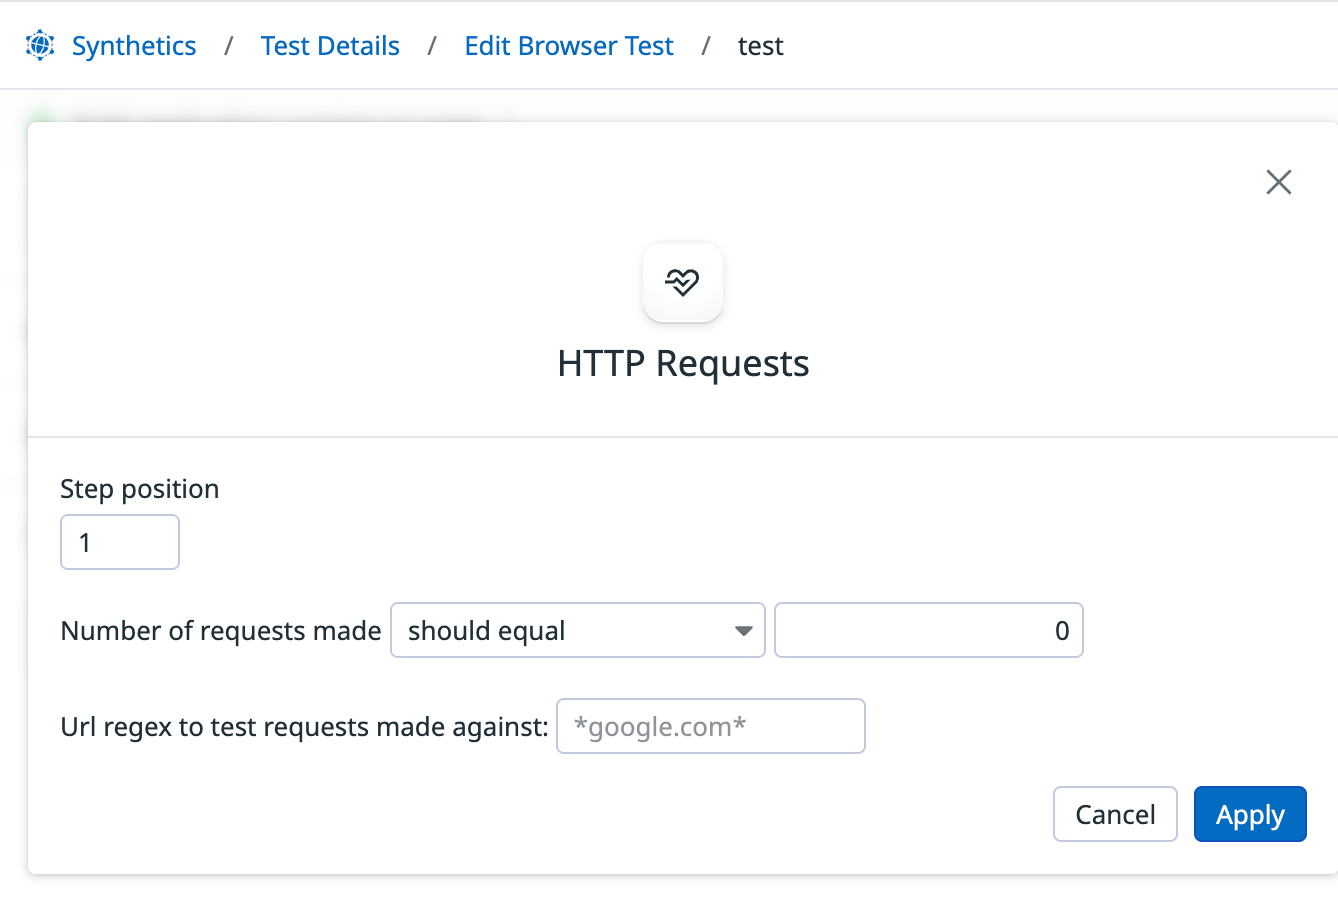 Synthetics / Test Details / Edit Browser Test / test
HTTP Requests
Step position
1
Number of requests made should equal 0
Url regex to test requests made against: *google.com*
Cancel Apply